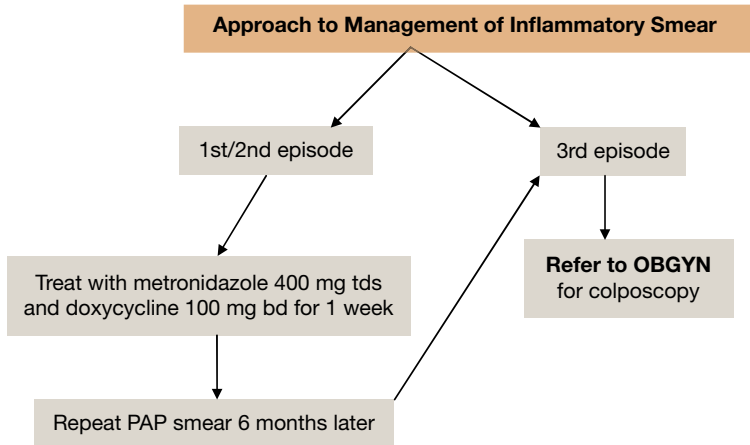 Approach to Management of Inflammatory Smear
1st/2nd episode
3rd episode
Treat with metronidazole 400 mg tds
and doxycycline 100 mg bd for 1 week
Refer to OBGYN
for colposcopy
Repeat PAP smear 6 months later